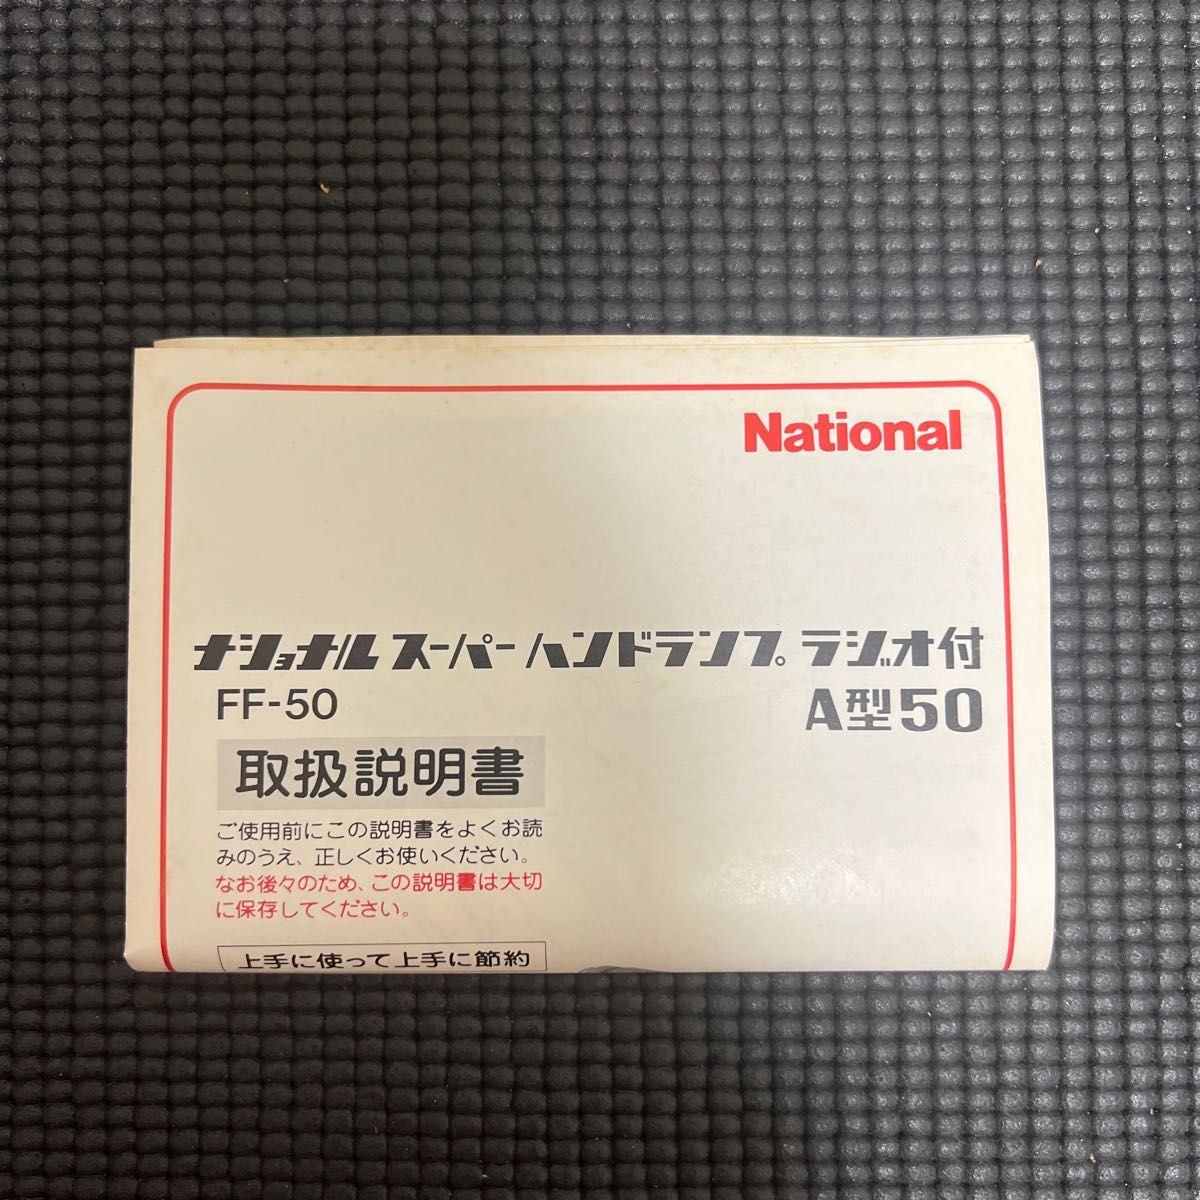 National
ナショナル スーパー ハンドランプ ラジオ付
FF-50
A型50
取扱説明書
ご使用前にこの説明書をよくお読
みのうえ、正しくお使いください。
なお後々のため、この説明書は大切
に保存してください。
上手に使って上手に節約